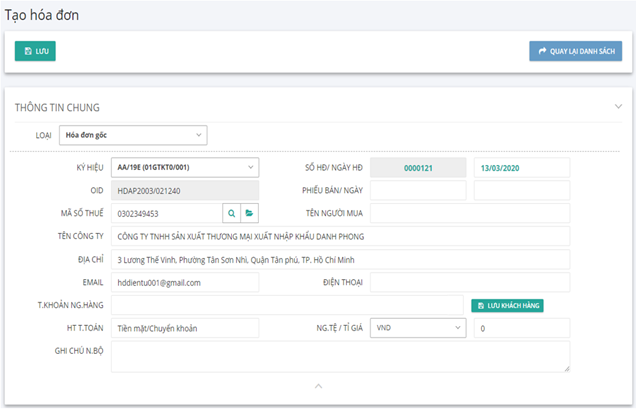 Tạo hóa đơn
LƯU
QUAY LẠI DANH SÁCH
THÔNG TIN CHUNG
LOẠI Hóa đơn gốc
KÝ HIỆU AA/19E (01GTKT0/001) SỐ HĐ/ NGÀY HĐ 0000121 13/03/2020
OID HDAP2003/021240 PHIẾU BÁN/ NGÀY
MÃ SỐ THUẾ 0302349453 TÊN NGƯỜI MUA
TÊN CÔNG TY CÔNG TY TNHH SẢN XUẤT THƯƠNG MẠI XUẤT NHẬP KHẨU DANH PHONG
ĐỊA CHỈ 3 Lương Thế Vinh, Phường Tân Sơn Nhì, Quận Tân phú, TP. Hồ Chí Minh
EMAIL hddientu001@gmail.com ĐIỆN THOẠI
T.KHOẢN NG.HÀNG LƯU KHÁCH HÀNG
HT T.TOÁN Tiền mặt/Chuyển khoản NG.TỆ / TỈ GIÁ VND 0
GHI CHÚ N.BỘ